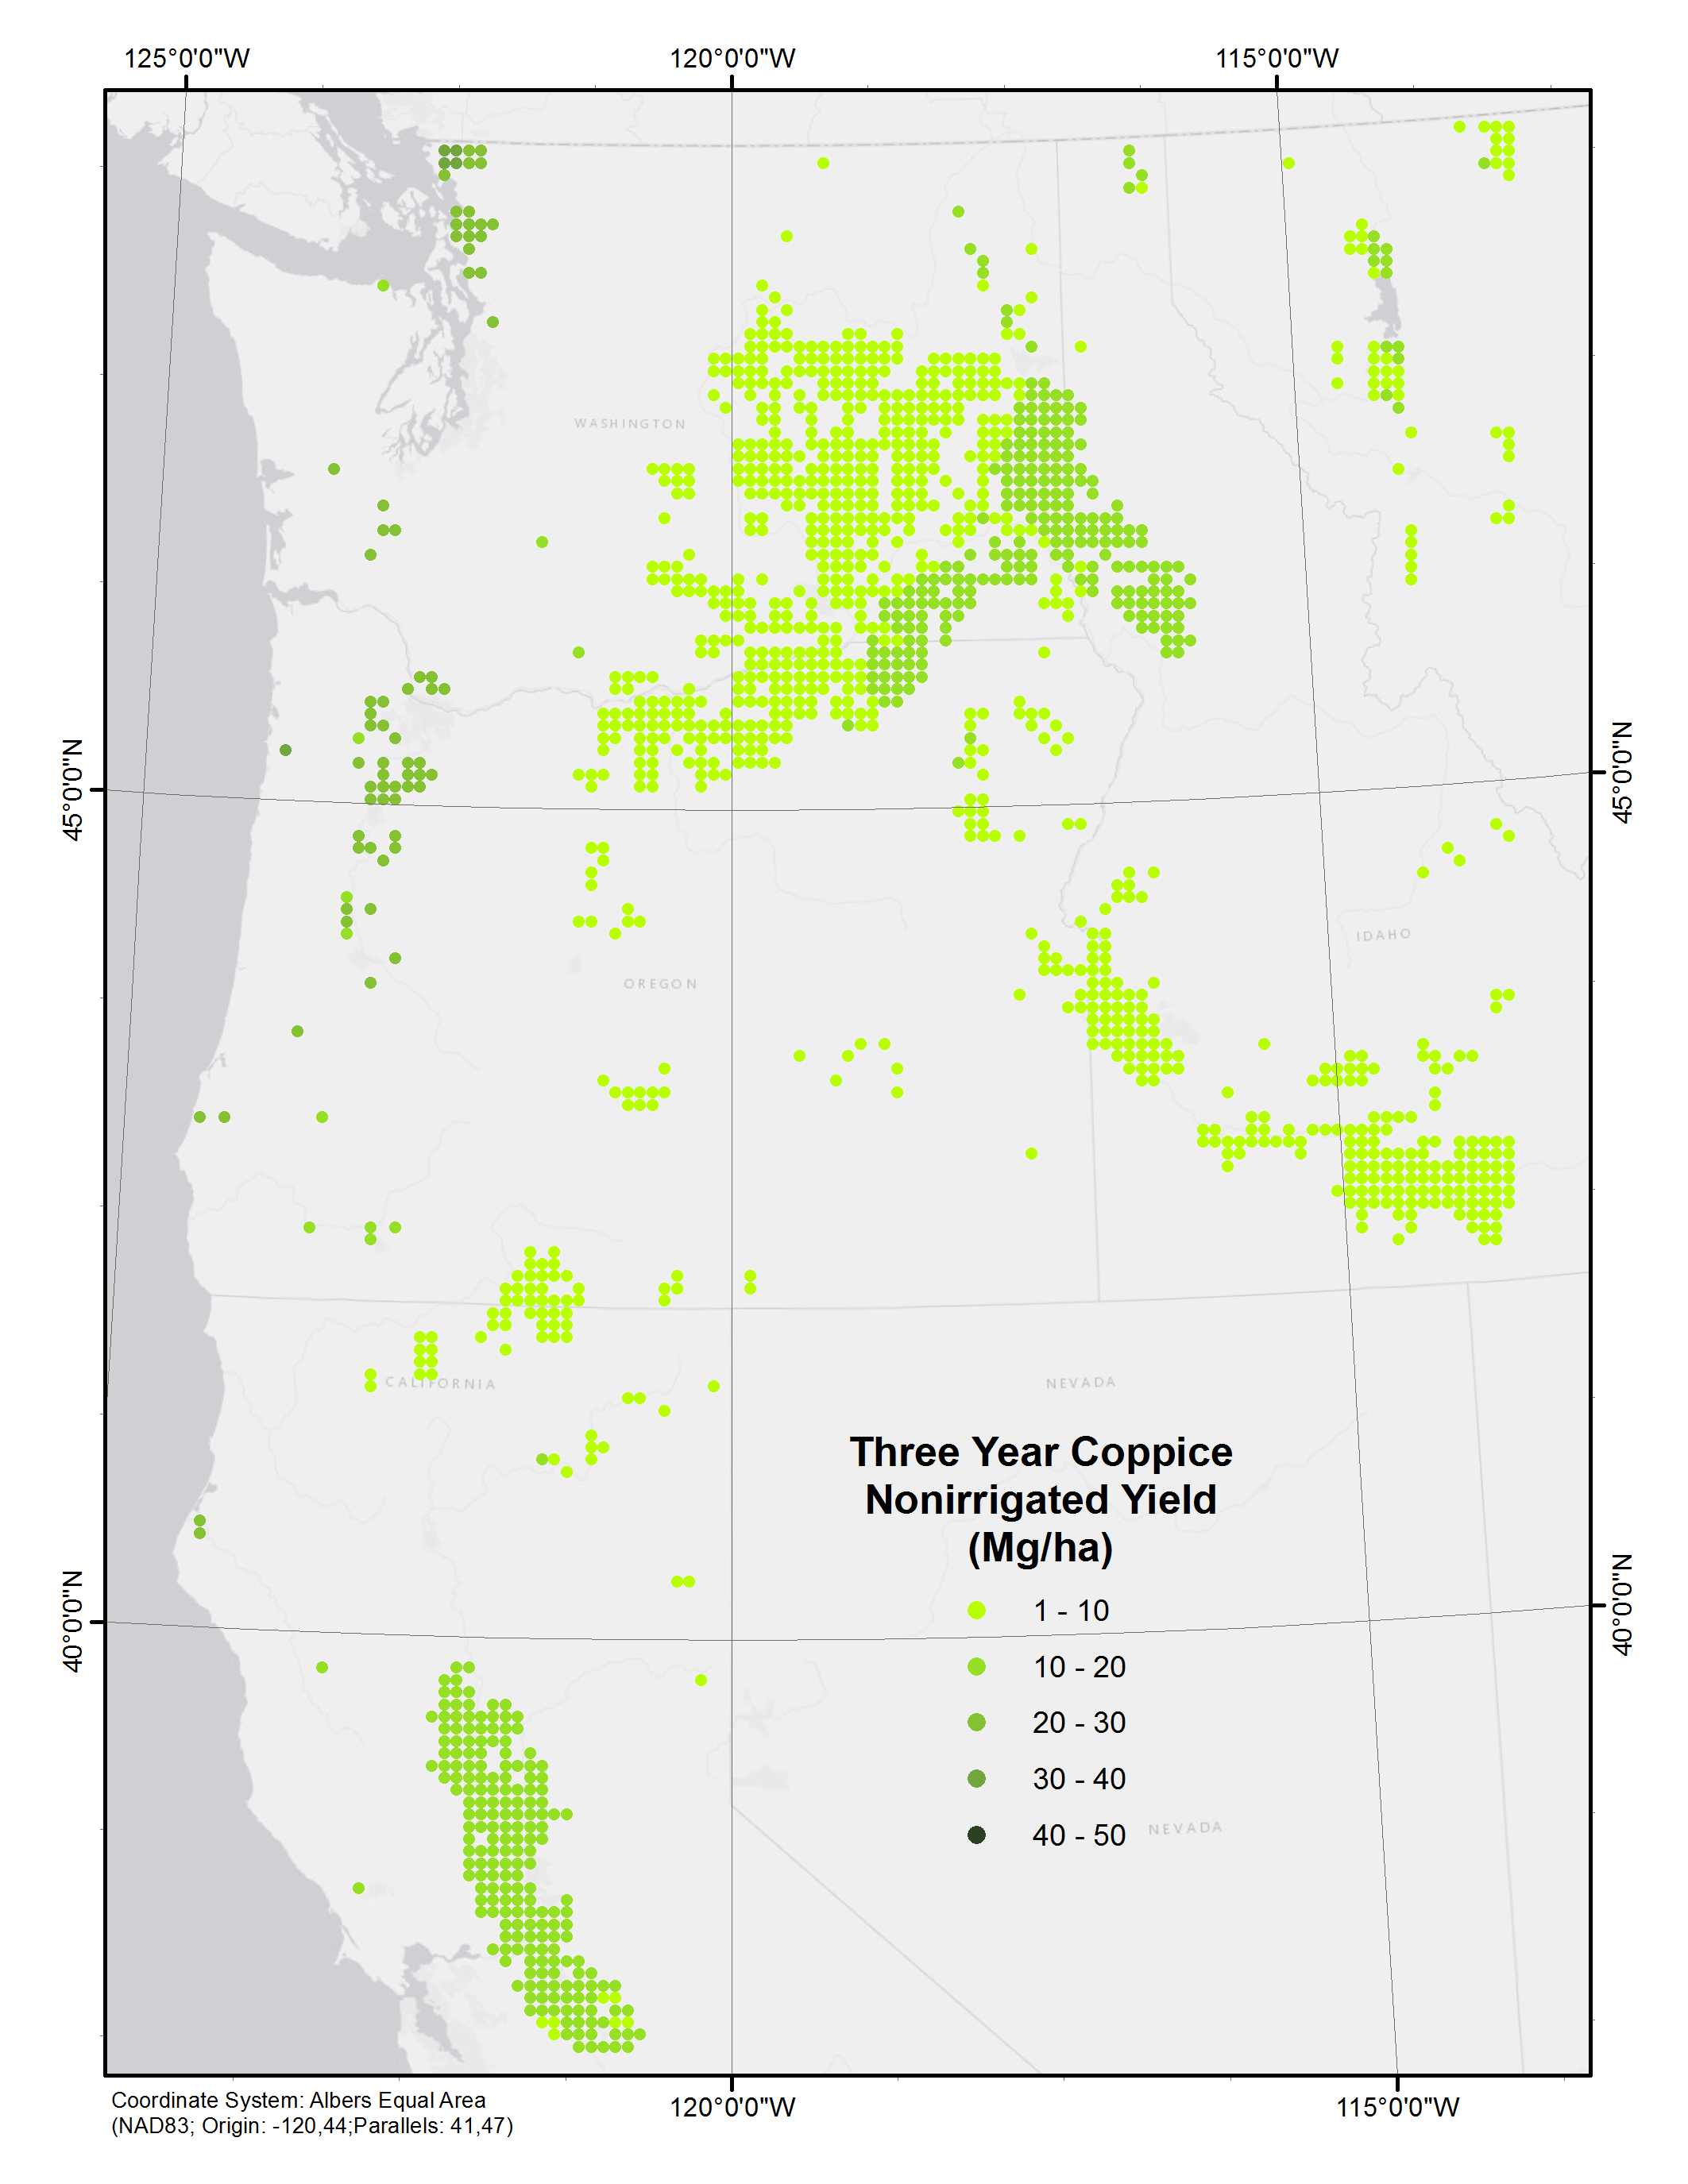 125°0'0"W 120°0'0"W 115°0'0"W
WASHINGTON
45°0'0"N
45°0'0"N
IDAHO
OREGON
CALIFORNIA
NEVADA
Three Year Coppice
Nonirrigated Yield
(Mg/ha)
1 - 10
10 - 20
20 - 30
30 - 40
40 - 50
NEVADA
40°0'0"N
40°0'0"N
120°0'0"W 115°0'0"W
Coordinate System: Albers Equal Area
(NAD83; Origin: -120,44;Parallels: 41,47)